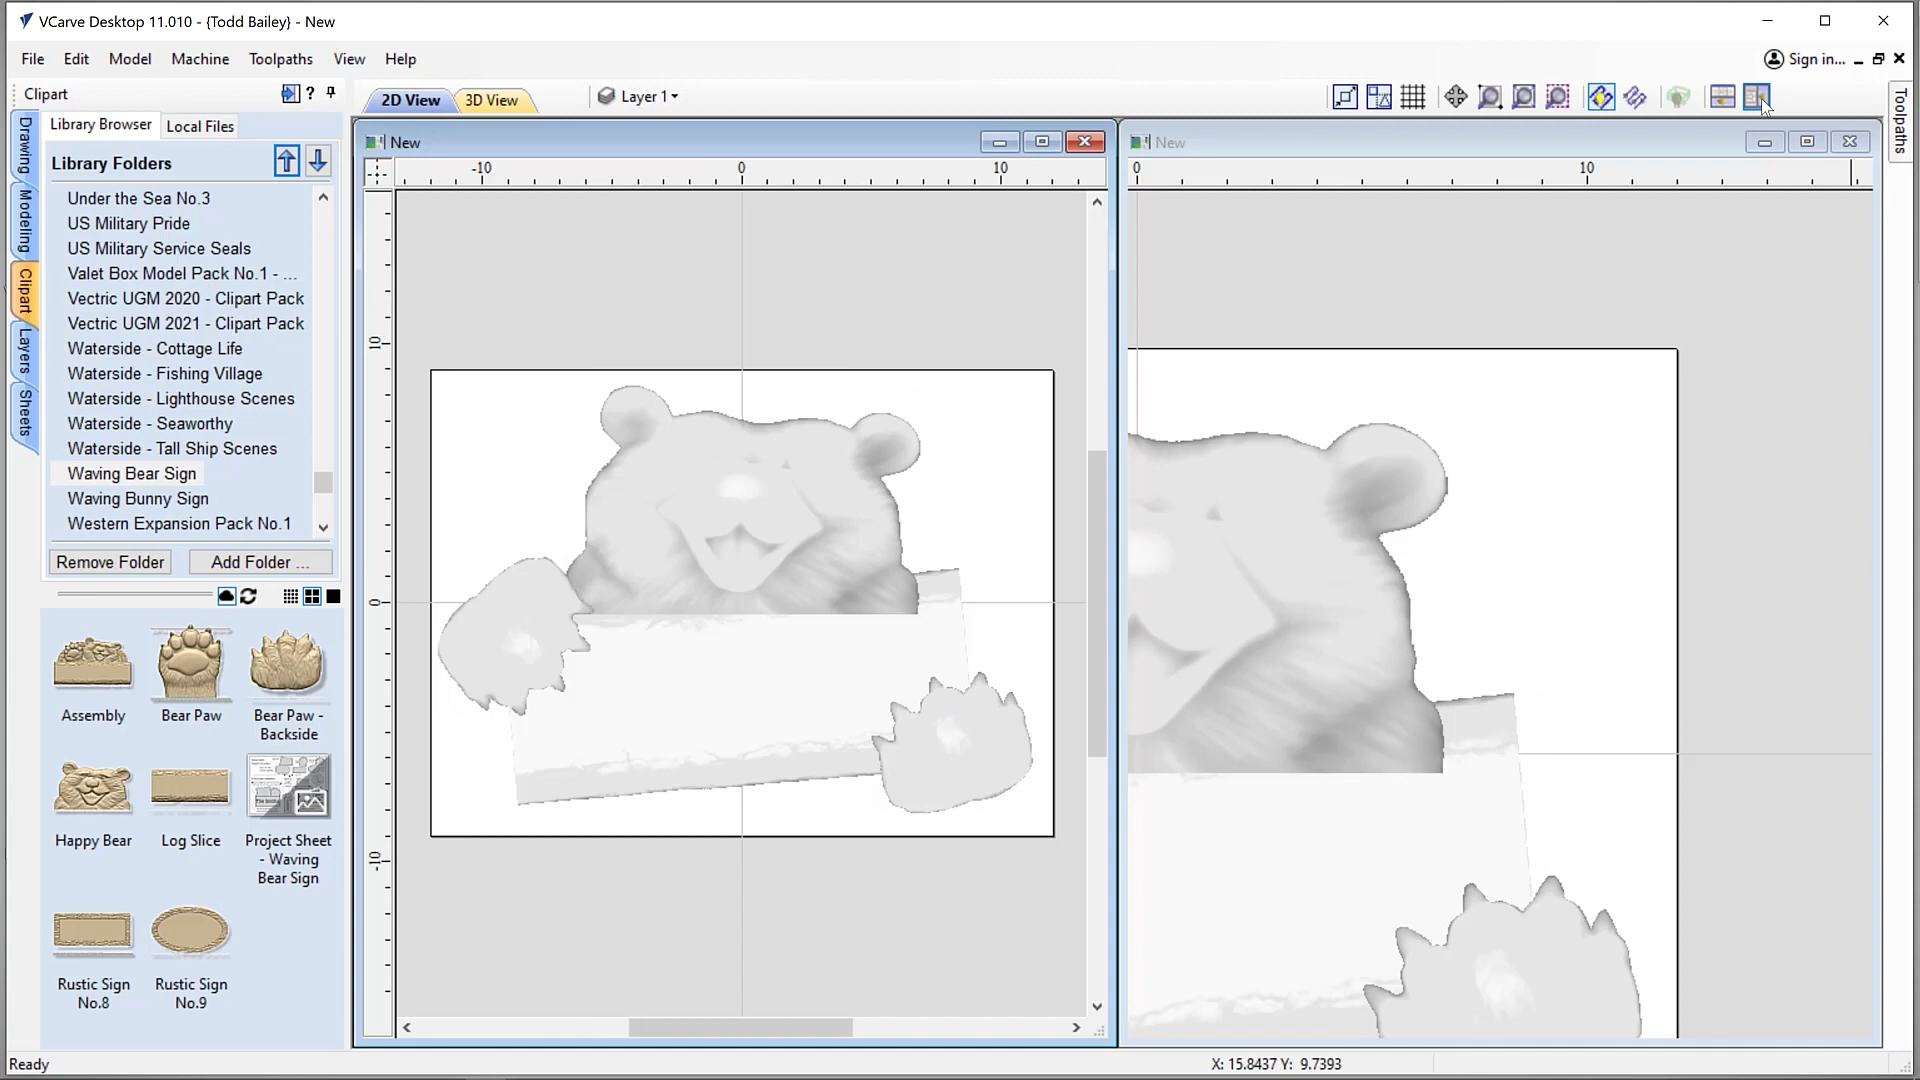 VCarve Desktop 11.010 - {Todd Bailey} - New
File Edit Model Machine Toolpaths View Help
Sign in...
Clipart
?
2D View
3D View
Layer 1
Toolpaths
Drawing
Modeling
Clipart
Layers
Sheets
Library Browser
Local Files
Library Folders
Under the Sea No.3
US Military Pride
US Military Service Seals
Valet Box Model Pack No.1 - ...
Vectric UGM 2020 - Clipart Pack
Vectric UGM 2021 - Clipart Pack
Waterside - Cottage Life
Waterside - Fishing Village
Waterside - Lighthouse Scenes
Waterside - Seaworthy
Waterside - Tall Ship Scenes
Waving Bear Sign
Waving Bunny Sign
Western Expansion Pack No.1
Remove Folder
Add Folder ...
Assembly
Bear Paw
Bear Paw -
Backside
Happy Bear
Log Slice
Project Sheet
- Waving
Bear Sign
Rustic Sign
No.8
Rustic Sign
No.9
New
-10 0 10
10
0
-10
New
0 10
Ready
X: 15.8437 Y: 9.7393